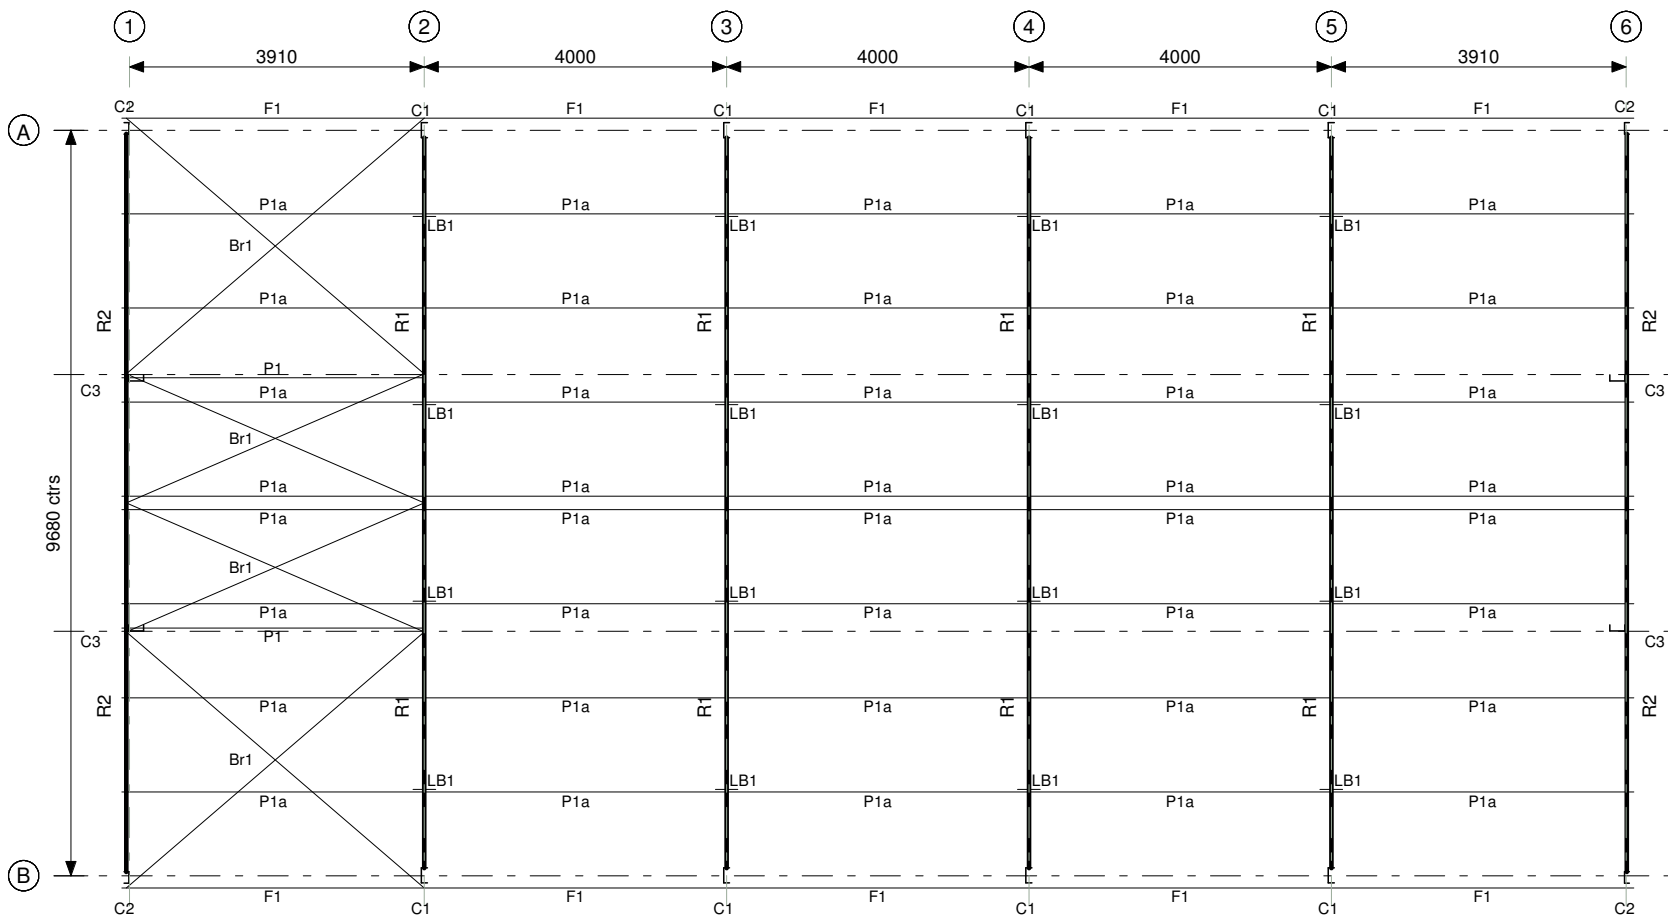 1 2 3 4 5 6
3910 4000 4000 4000 3910
C2 F1 C1 F1 C1 F1 C1 F1 C1 F1 C2
A
P1a P1a P1a P1a P1a
LB1 LB1 LB1 LB1
Br1
P1a P1a P1a P1a P1a
R2 R1 R1 R1 R1 R2
P1
C3 P1a P1a P1a P1a P1a C3
LB1 LB1 LB1 LB1
Br1
P1a P1a P1a P1a P1a
9680 ctrs
P1a P1a P1a P1a P1a
Br1
LB1 LB1 LB1 LB1
P1a P1a P1a P1a P1a
C3 P1 C3
R2 P1a R1 P1a R1 P1a R1 P1a R1 P1a R2
Br1
LB1 LB1 LB1 LB1
P1a P1a P1a P1a P1a
B
F1 F1 F1 F1 F1
C2 C1 C1 C1 C1 C2